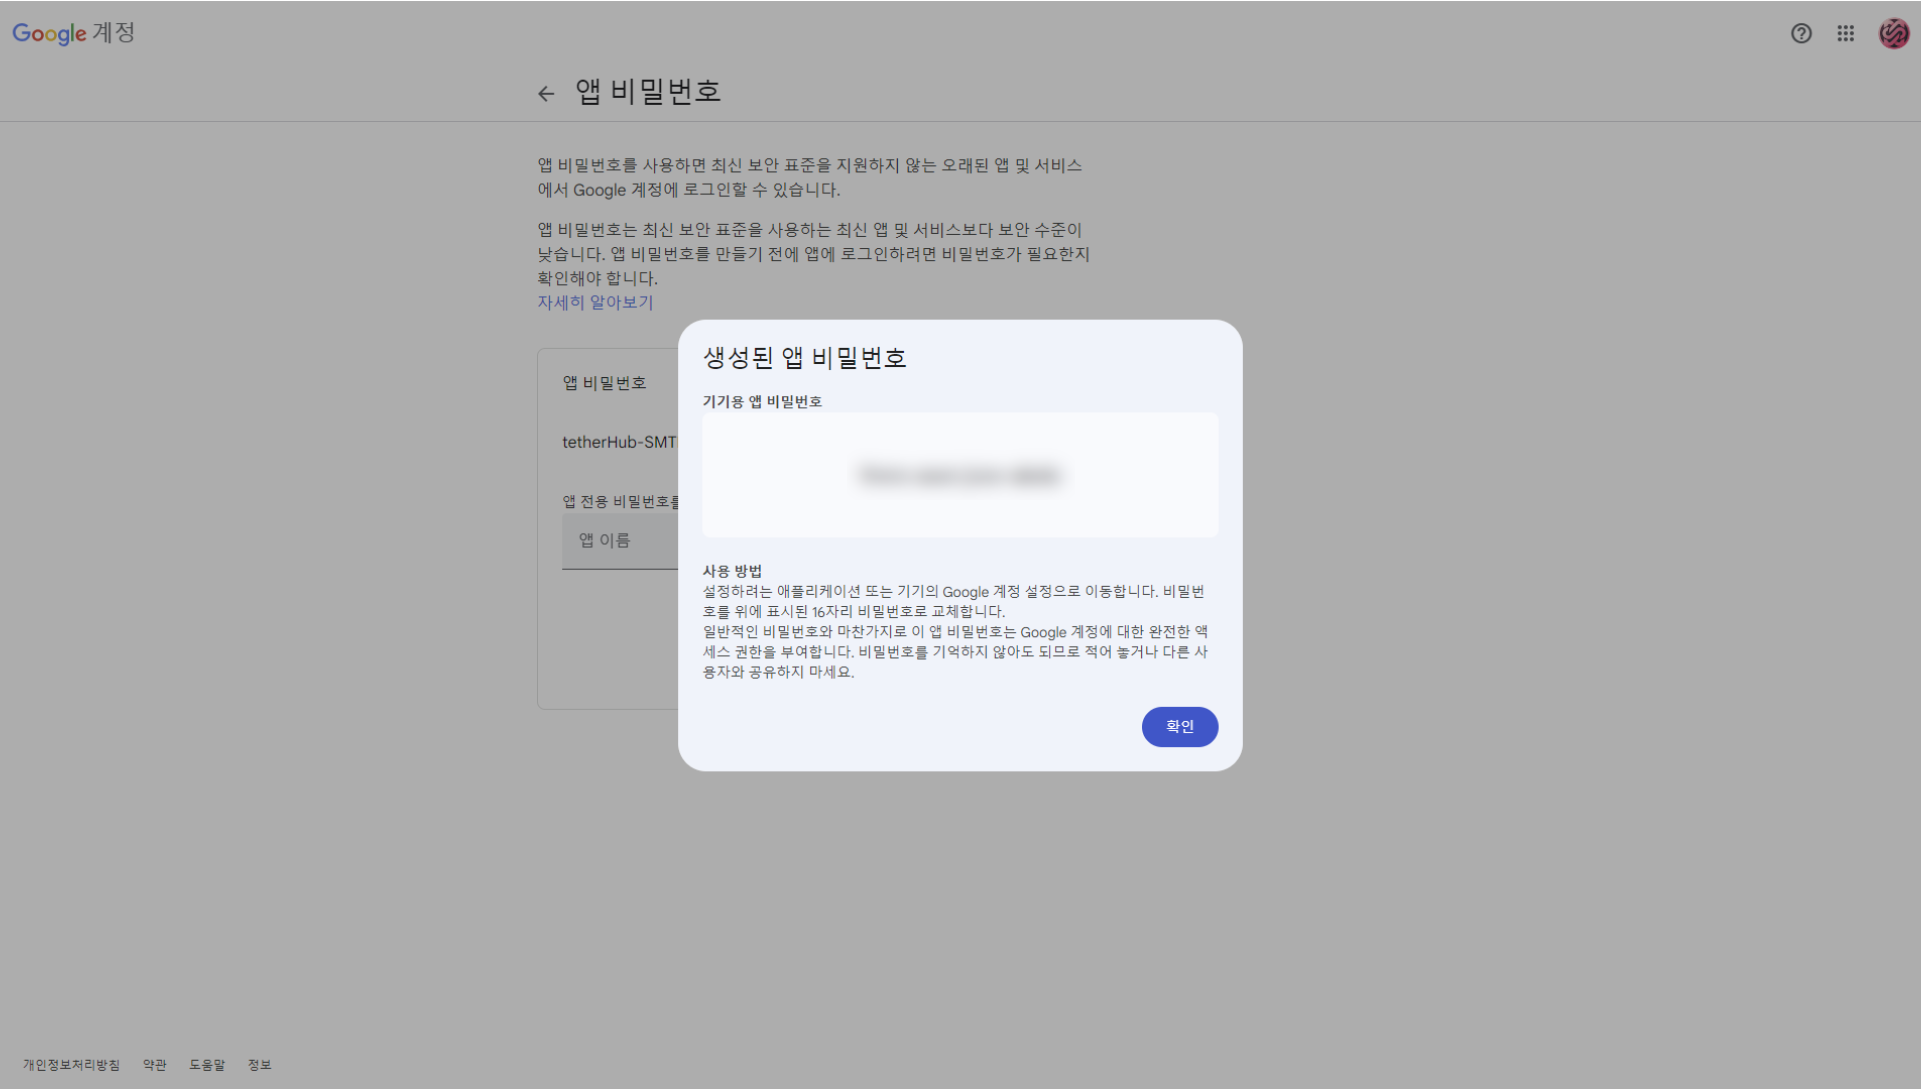 Google 계정
앱 비밀번호
앱 비밀번호를 사용하면 최신 보안 표준을 지원하지 않는 오래된 앱 및 서비스
에서 Google 계정에 로그인할 수 있습니다.
앱 비밀번호는 최신 보안 표준을 사용하는 최신 앱 및 서비스보다 보안 수준이
낮습니다. 앱 비밀번호를 만들기 전에 앱에 로그인하려면 비밀번호가 필요한지
확인해야 합니다.
자세히 알아보기
앱 비밀번호
tetherHub-SMT
앱 전용 비밀번호를
앱 이름
생성된 앱 비밀번호
기기용 앱 비밀번호
사용 방법
설정하려는 애플리케이션 또는 기기의 Google 계정 설정으로 이동합니다. 비밀번
호를 위에 표시된 16자리 비밀번호로 교체합니다.
일반적인 비밀번호와 마찬가지로 이 앱 비밀번호는 Google 계정에 대한 완전한 액
세스 권한을 부여합니다. 비밀번호를 기억하지 않아도 되므로 적어 놓거나 다른 사
용자와 공유하지 마세요.
확인
개인정보처리방침 약관 도움말 정보